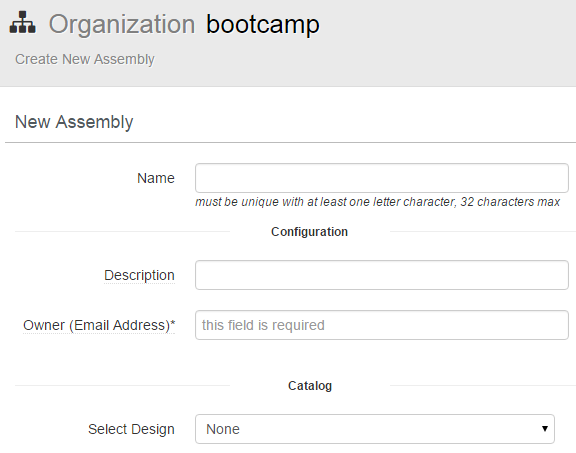 Organization bootcamp
Create New Assembly
New Assembly
Name
must be unique with at least one letter character, 32 characters max
Configuration
Description
Owner (Email Address)* this field is required
Catalog
Select Design None